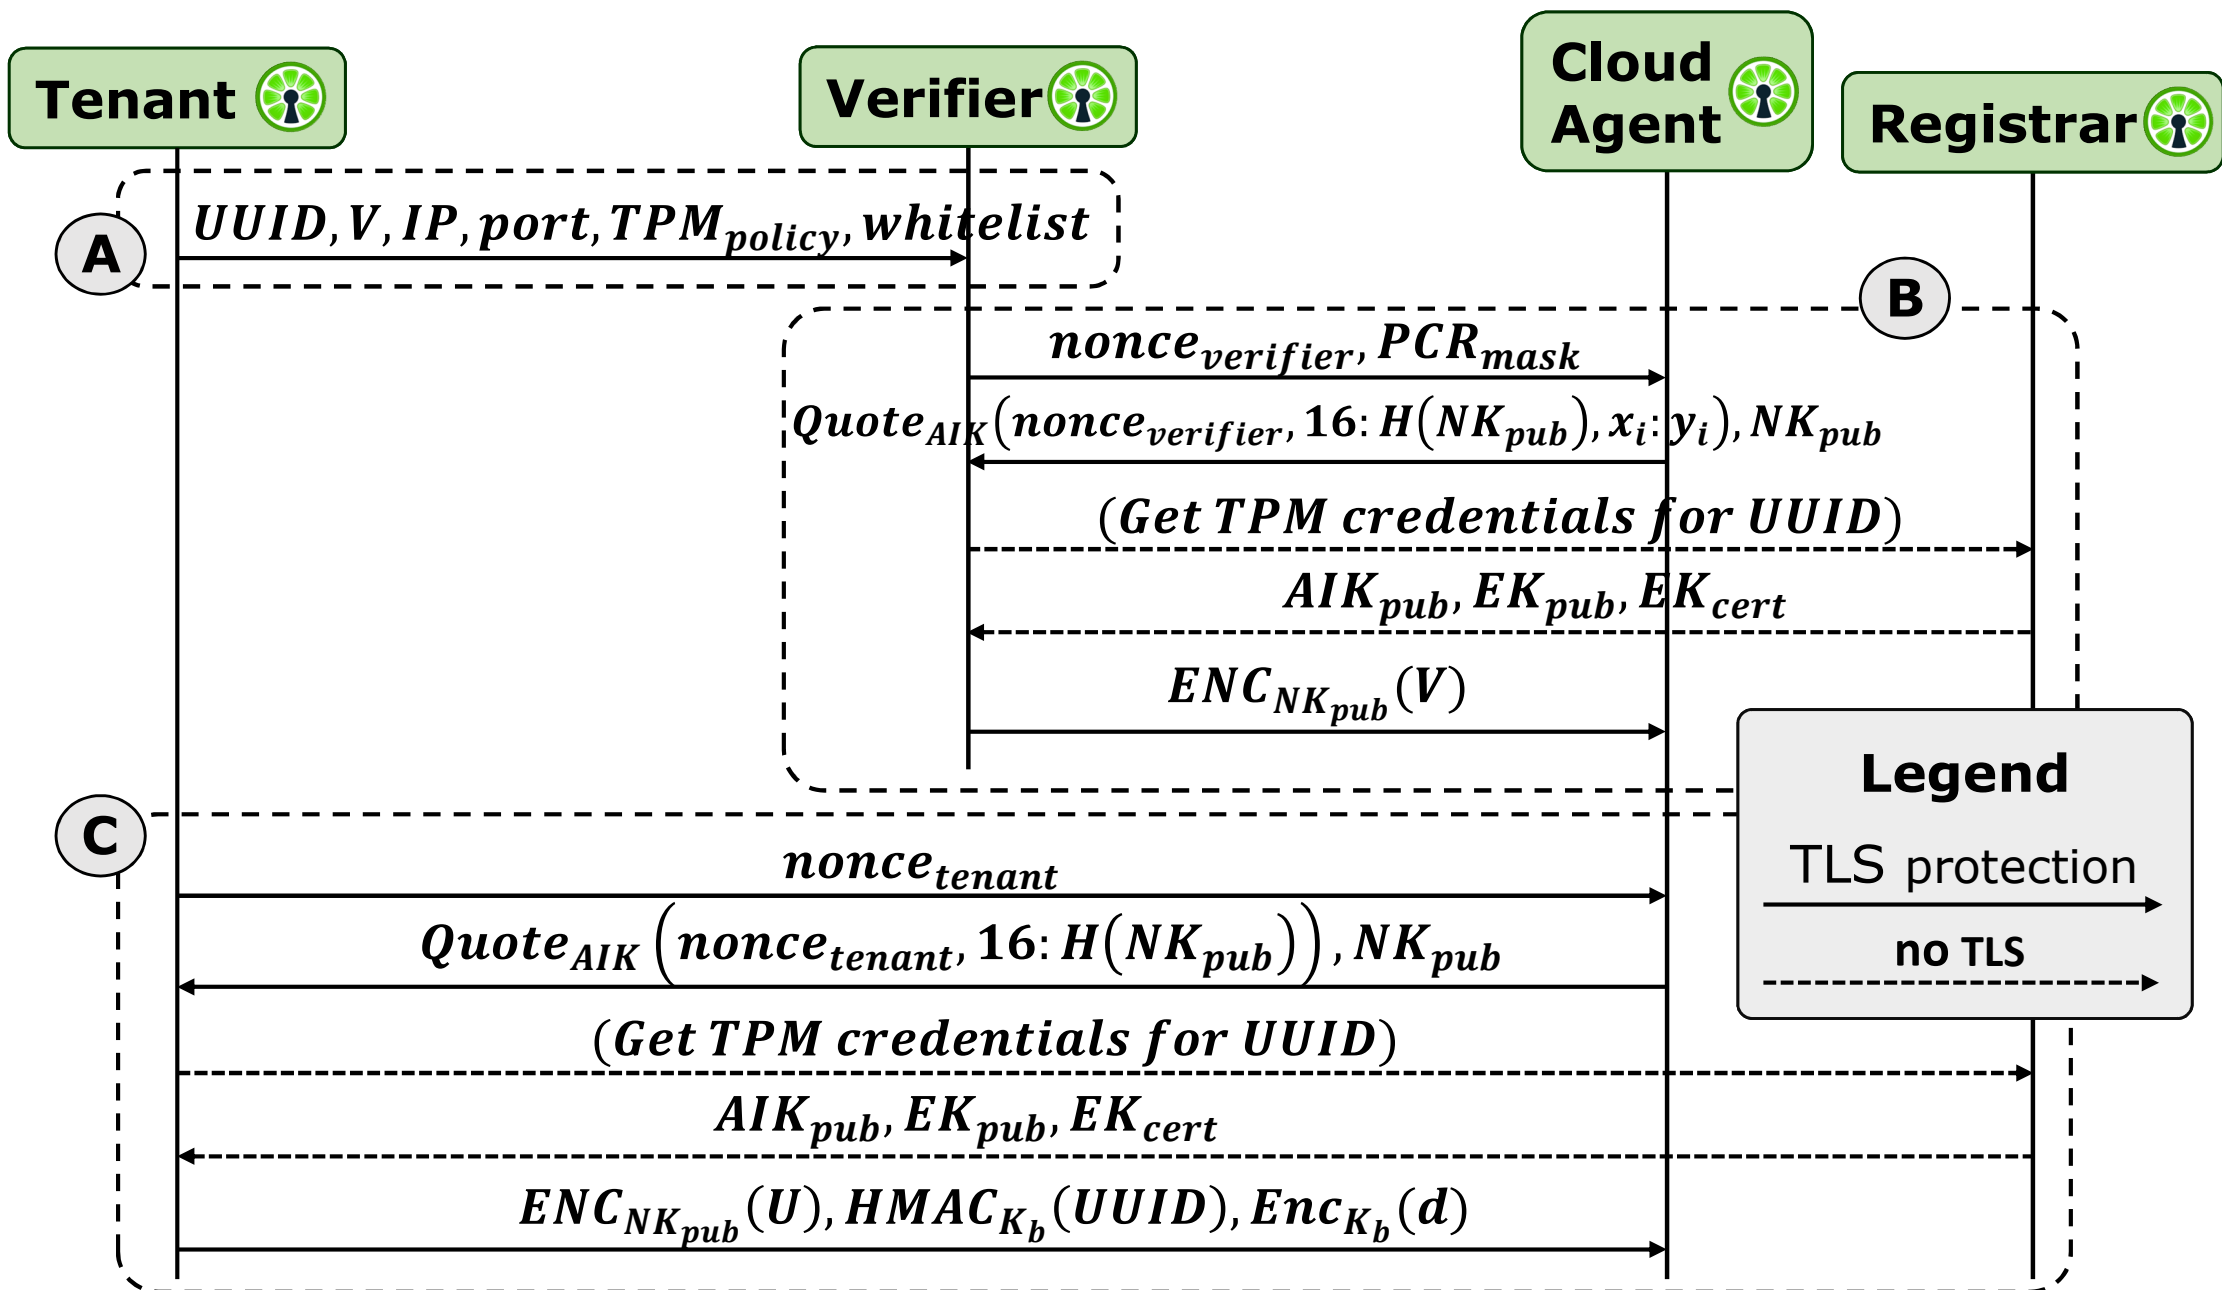 Tenant
Verifier
Cloud
Agent
Registrar
A
UUID, V, IP, port, TPM_policy, whitelist
B
nonce_verifier, PCR_mask
Quote_AIK(nonce_verifier, 16: H(NK_pub), x_i: y_i), NK_pub
(Get TPM credentials for UUID)
AIK_pub, EK_pub, EK_cert
ENC_NK_pub(V)
Legend
TLS protection
no TLS
C
nonce_tenant
Quote_AIK(nonce_tenant, 16: H(NK_pub)), NK_pub
(Get TPM credentials for UUID)
AIK_pub, EK_pub, EK_cert
ENC_NK_pub(U), HMAC_K_b(UUID), Enc_K_b(d)